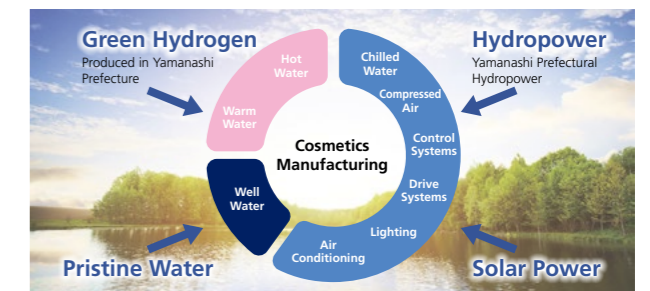 Green Hydrogen
Produced in Yamanashi
Prefecture
Hydropower
Yamanashi Prefectural
Hydropower
Hot
Water
Warm
Water
Chilled
Water
Compressed
Air
Control
Systems
Drive
Systems
Lighting
Air
Conditioning
Well
Water
Cosmetics
Manufacturing
Pristine Water
Solar Power